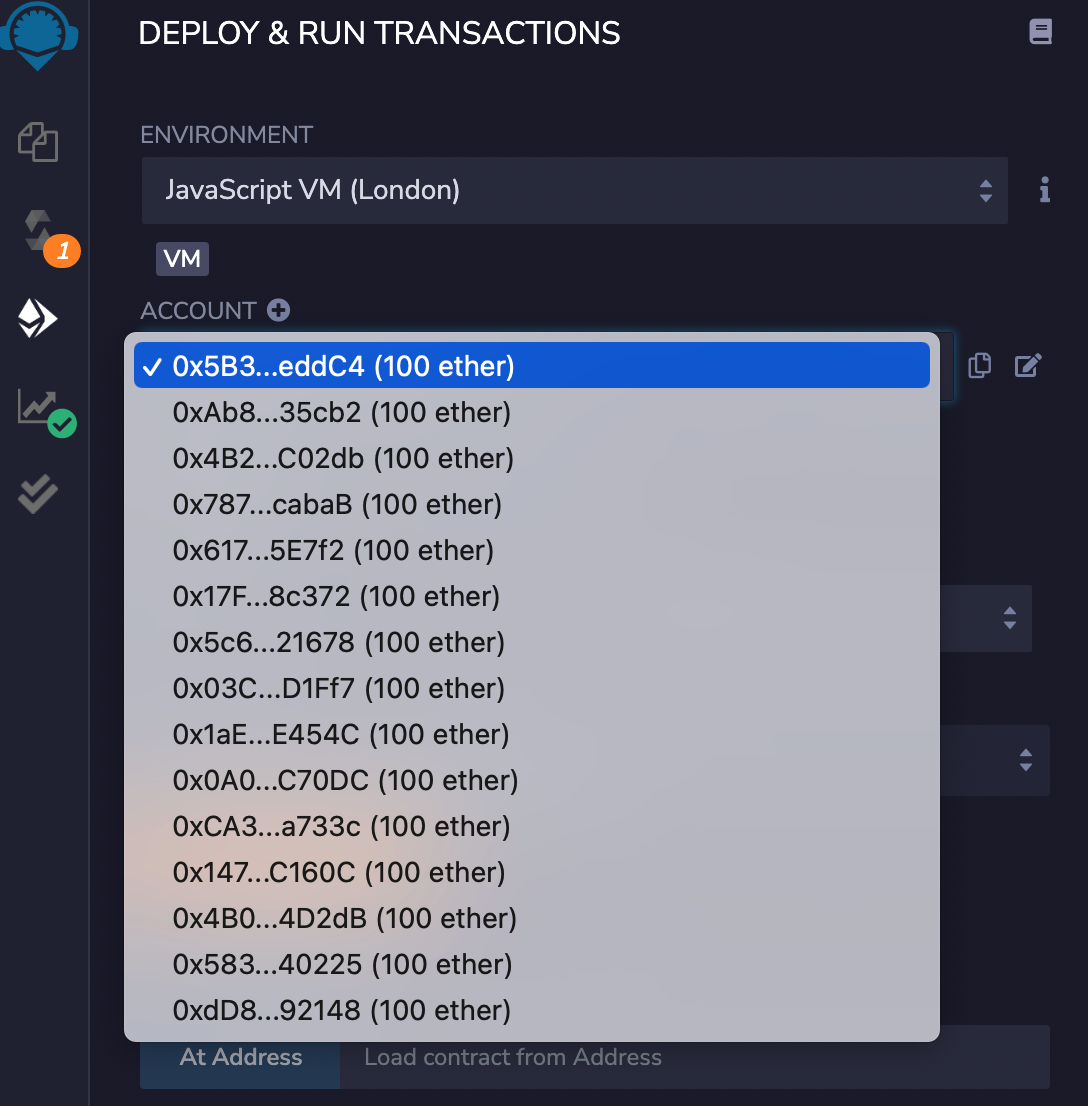 DEPLOY & RUN TRANSACTIONS
ENVIRONMENT
JavaScript VM (London)
VM
1
ACCOUNT
0x5B3...eddC4 (100 ether)
0xAb8...35cb2 (100 ether)
0x4B2...C02db (100 ether)
0x787...cabaB (100 ether)
0x617...5E7f2 (100 ether)
0x17F...8c372 (100 ether)
0x5c6...21678 (100 ether)
0x03C...D1Ff7 (100 ether)
0x1aE...E454C (100 ether)
0x0A0...C70DC (100 ether)
0xCA3...a733c (100 ether)
0x147...C160C (100 ether)
0x4B0...4D2dB (100 ether)
0x583...40225 (100 ether)
0xdD8...92148 (100 ether)
At Address Load contract from Address